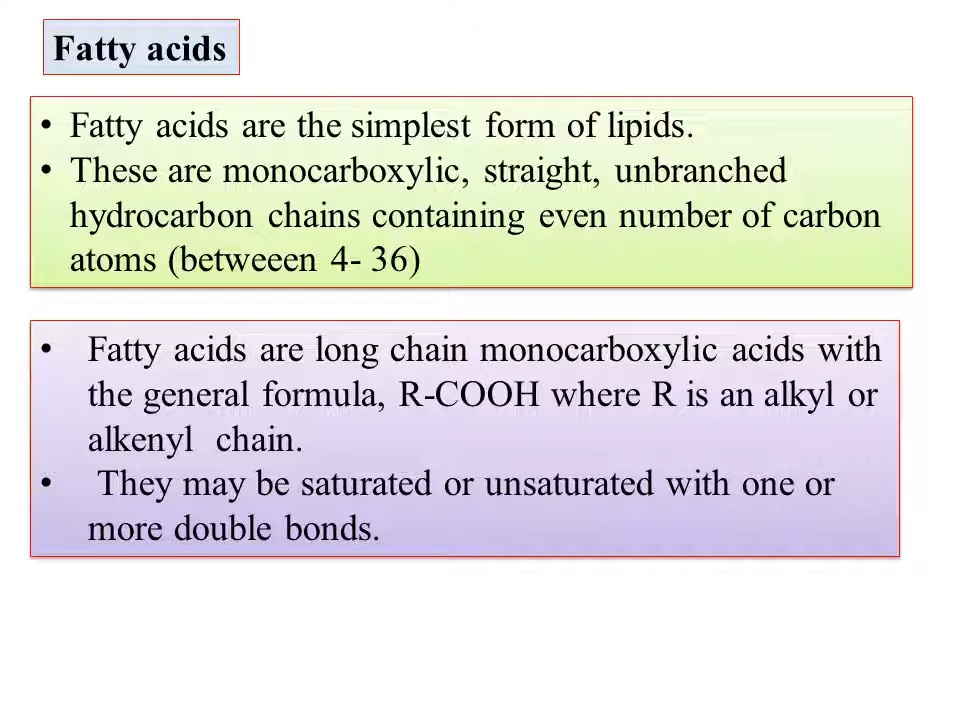 Fatty acids
• Fatty acids are the simplest form of lipids.
• These are monocarboxylic, straight, unbranched
hydrocarbon chains containing even number of carbon
atoms (betweeen 4- 36)
• Fatty acids are long chain monocarboxylic acids with
the general formula, R-COOH where R is an alkyl or
alkenyl chain.
• They may be saturated or unsaturated with one or
more double bonds.